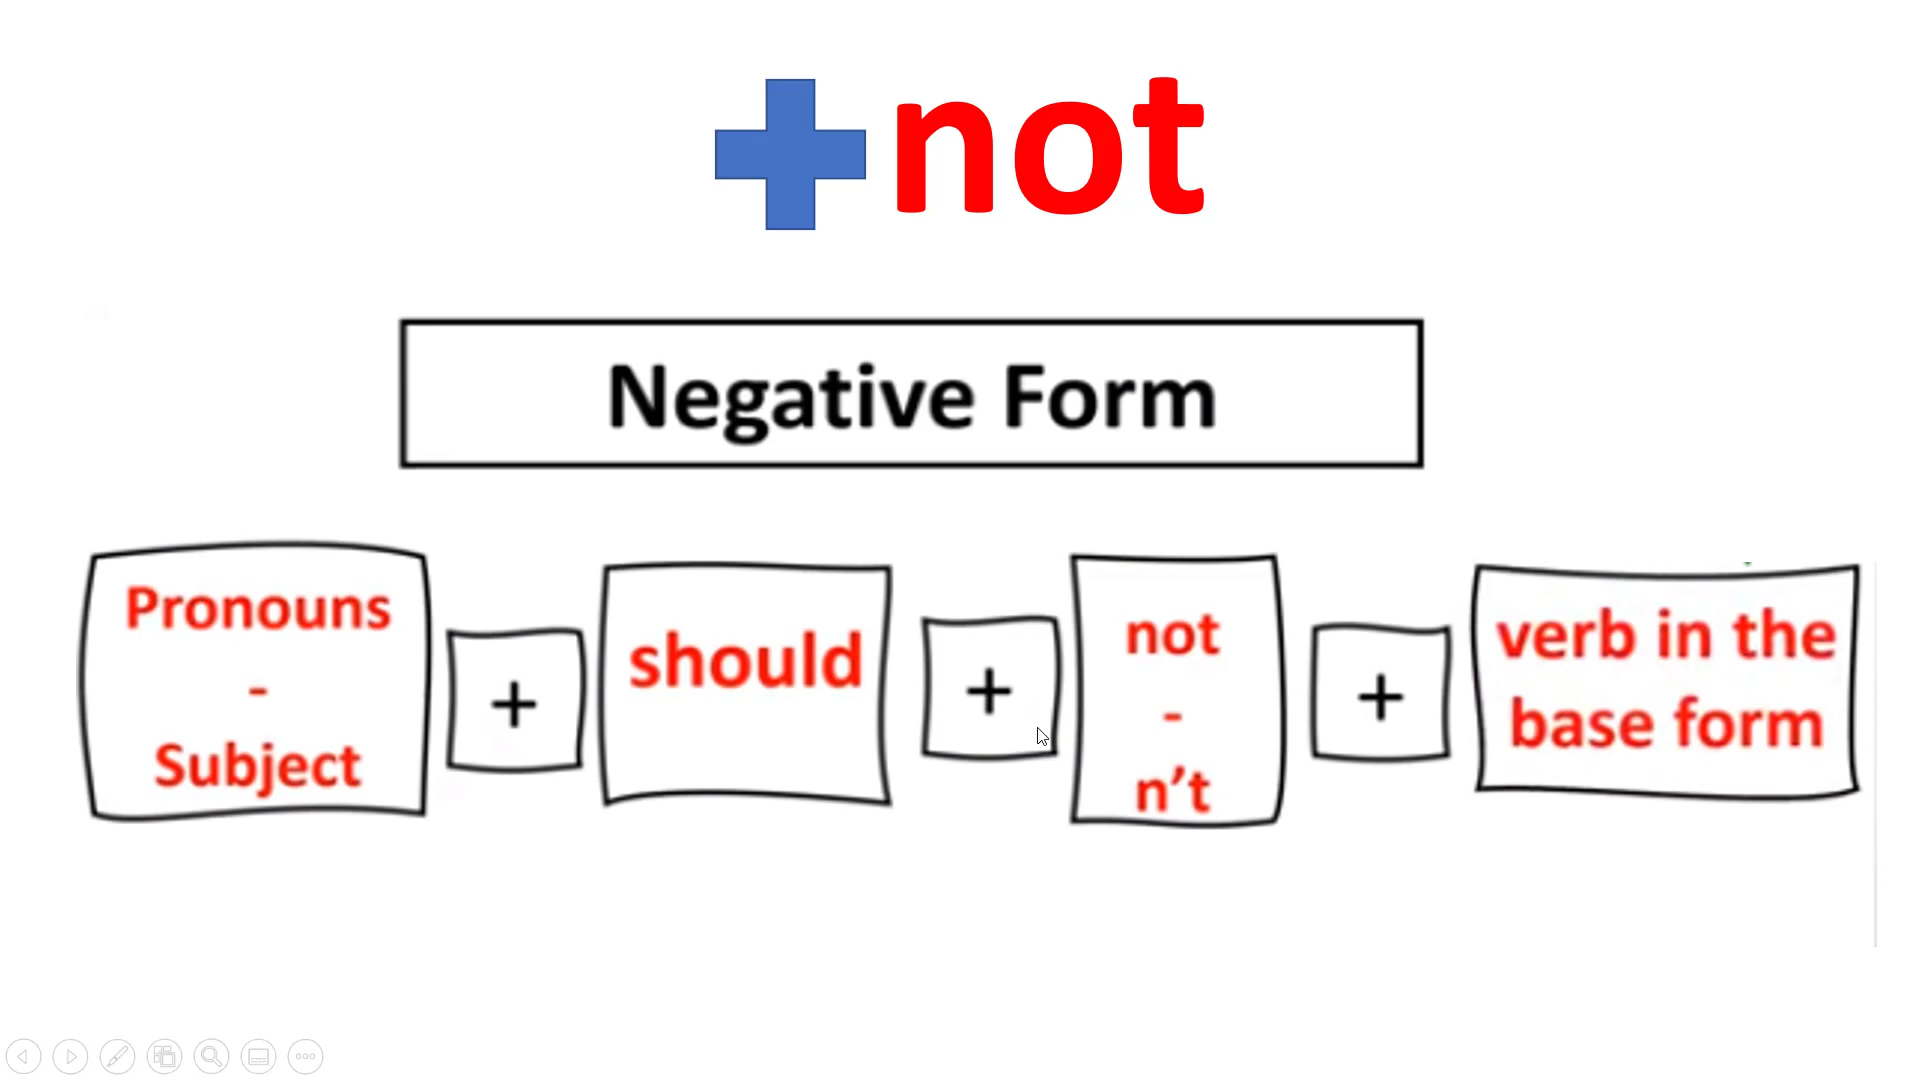 not
Negative Form
Pronouns
-
Subject
+
should
+
not
-
n't
+
verb in the
base form